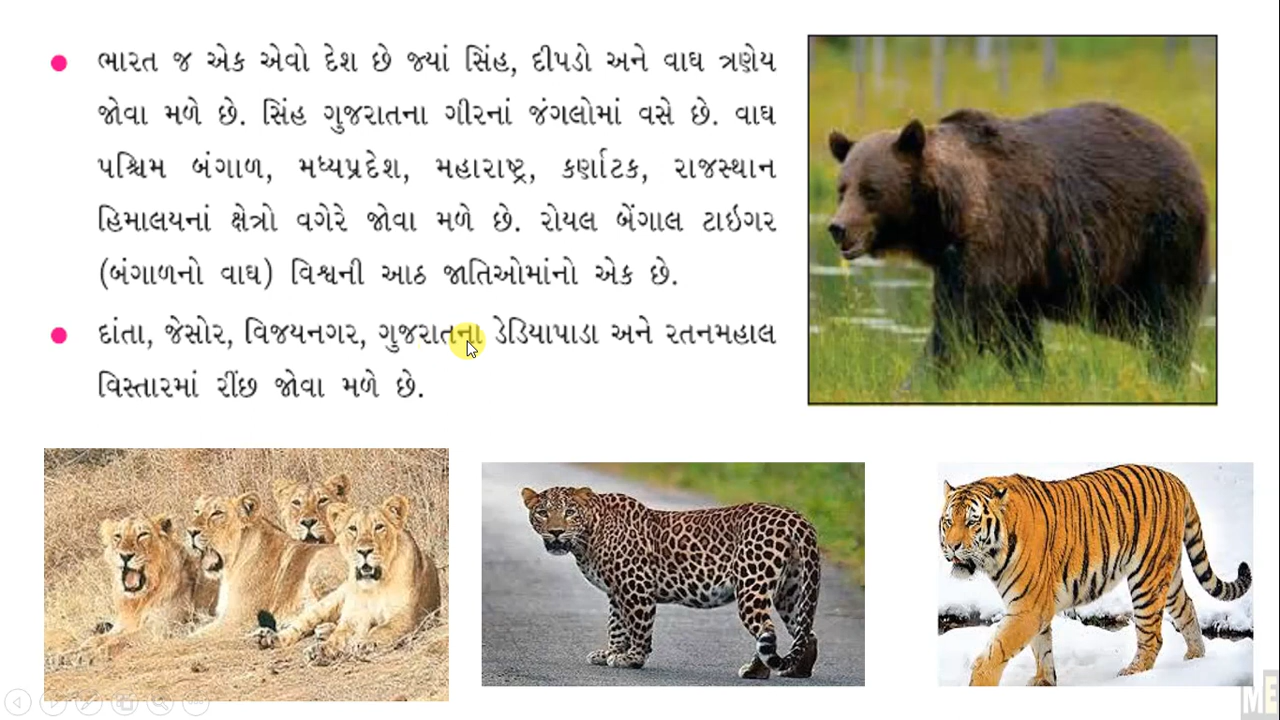 ભારત જ એક એવો દેશ છે જ્યાં સિંહ, દીપડો અને વાઘ ત્રણેય
જોવા મળે છે. સિંહ ગુજરાતના ગીરનાં જંગલોમાં વસે છે. વાઘ
પશ્ચિમ બંગાળ, મધ્યપ્રદેશ, મહારાષ્ટ્ર, કર્ણાટક, રાજસ્થાન
હિમાલયનાં ક્ષેત્રો વગેરે જોવા મળે છે. રોયલ બેંગાલ ટાઇગર
(બંગાળનો વાઘ) વિશ્વની આઠ જાતિઓમાંનો એક છે.
દાંતા, જેસોર, વિજયનગર, ગુજરાતના ડેડિયાપાડા અને રતનમહાલ
વિસ્તારમાં રીંછ જોવા મળે છે.
ME